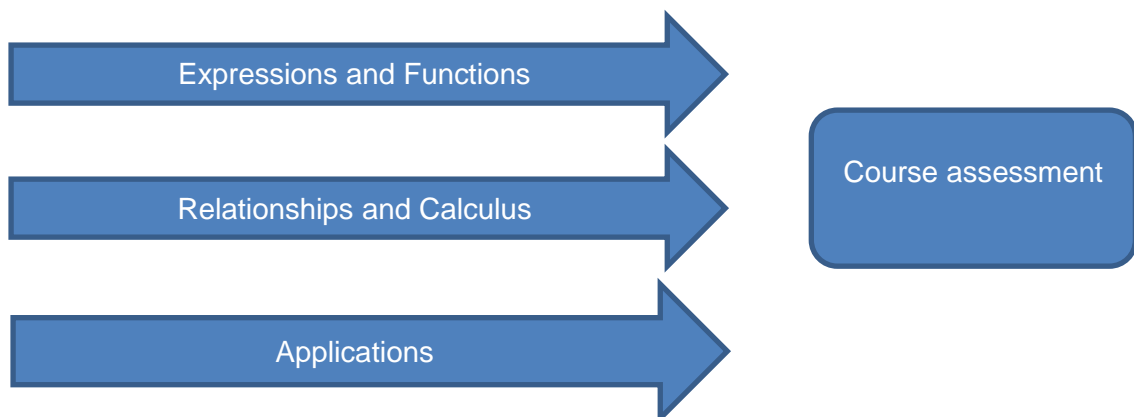 Expressions and Functions
Relationships and Calculus
Applications
Course assessment